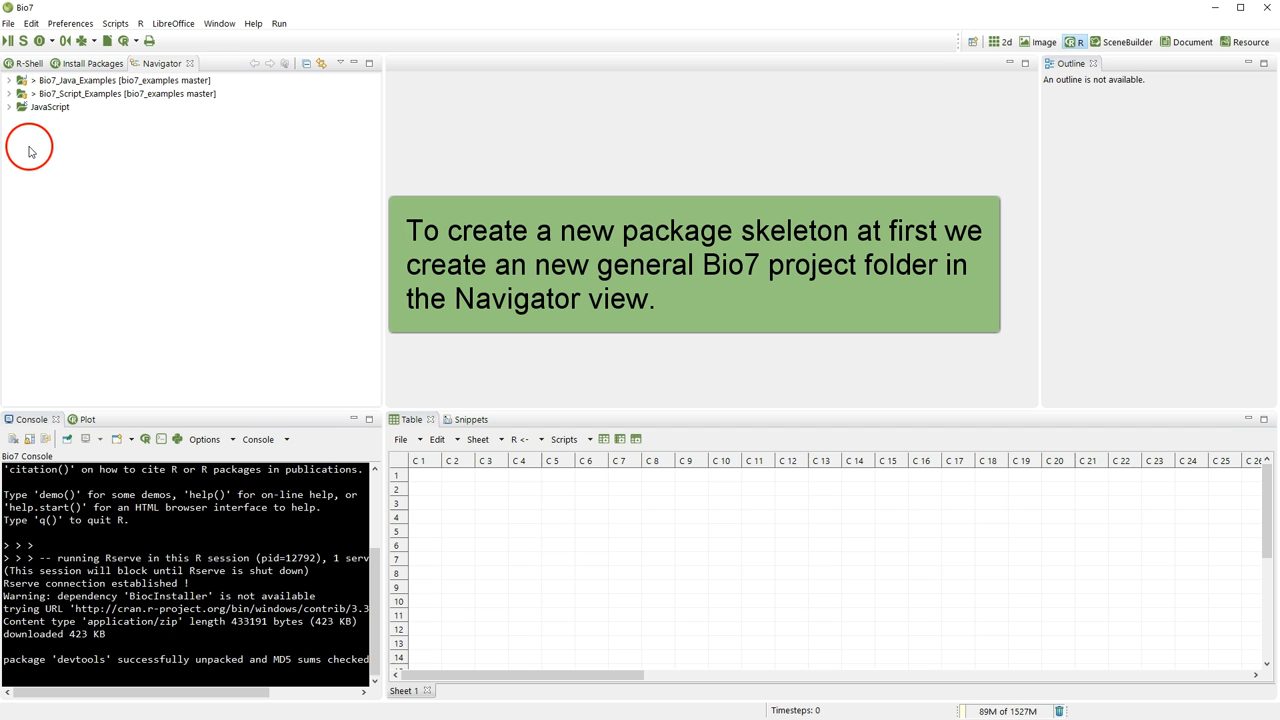 Bio7
File Edit Preferences Scripts R LibreOffice Window Help Run
2d Image R SceneBuilder Document Resource
R-Shell Install Packages Navigator
Outline
> Bio7_Java_Examples [bio7_examples master]
An outline is not available.
> Bio7_Script_Examples [bio7_examples master]
JavaScript
To create a new package skeleton at first we
create an new general Bio7 project folder in
the Navigator view.
Console Plot
Table Snippets
Options Console
File Edit Sheet R <- Scripts
Bio7 Console
'citation()' on how to cite R or R packages in publications.
Type 'demo()' for some demos, 'help()' for on-line help, or
'help.start()' for an HTML browser interface to help.
Type 'q()' to quit R.
> > >
> > > -- running Rserve in this R session (pid=12792), 1 serv
(This session will block until Rserve is shut down)
Rserve connection established !
Warning: dependency 'BiocInstaller' is not available
trying URL 'http://cran.r-project.org/bin/windows/contrib/3.3
Content type 'application/zip' length 433191 bytes (423 KB)
downloaded 423 KB
package 'devtools' successfully unpacked and MD5 sums checked
C 1 C 2 C 3 C 4 C 5 C 6 C 7 C 8 C 9 C 10 C 11 C 12 C 13 C 14 C 15 C 16 C 17 C 18 C 19 C 20 C 21 C 22 C 23 C 24 C 25 C 26
1
2
3
4
5
6
7
8
9
10
11
12
13
14
Sheet 1
Timesteps: 0
89M of 1527M